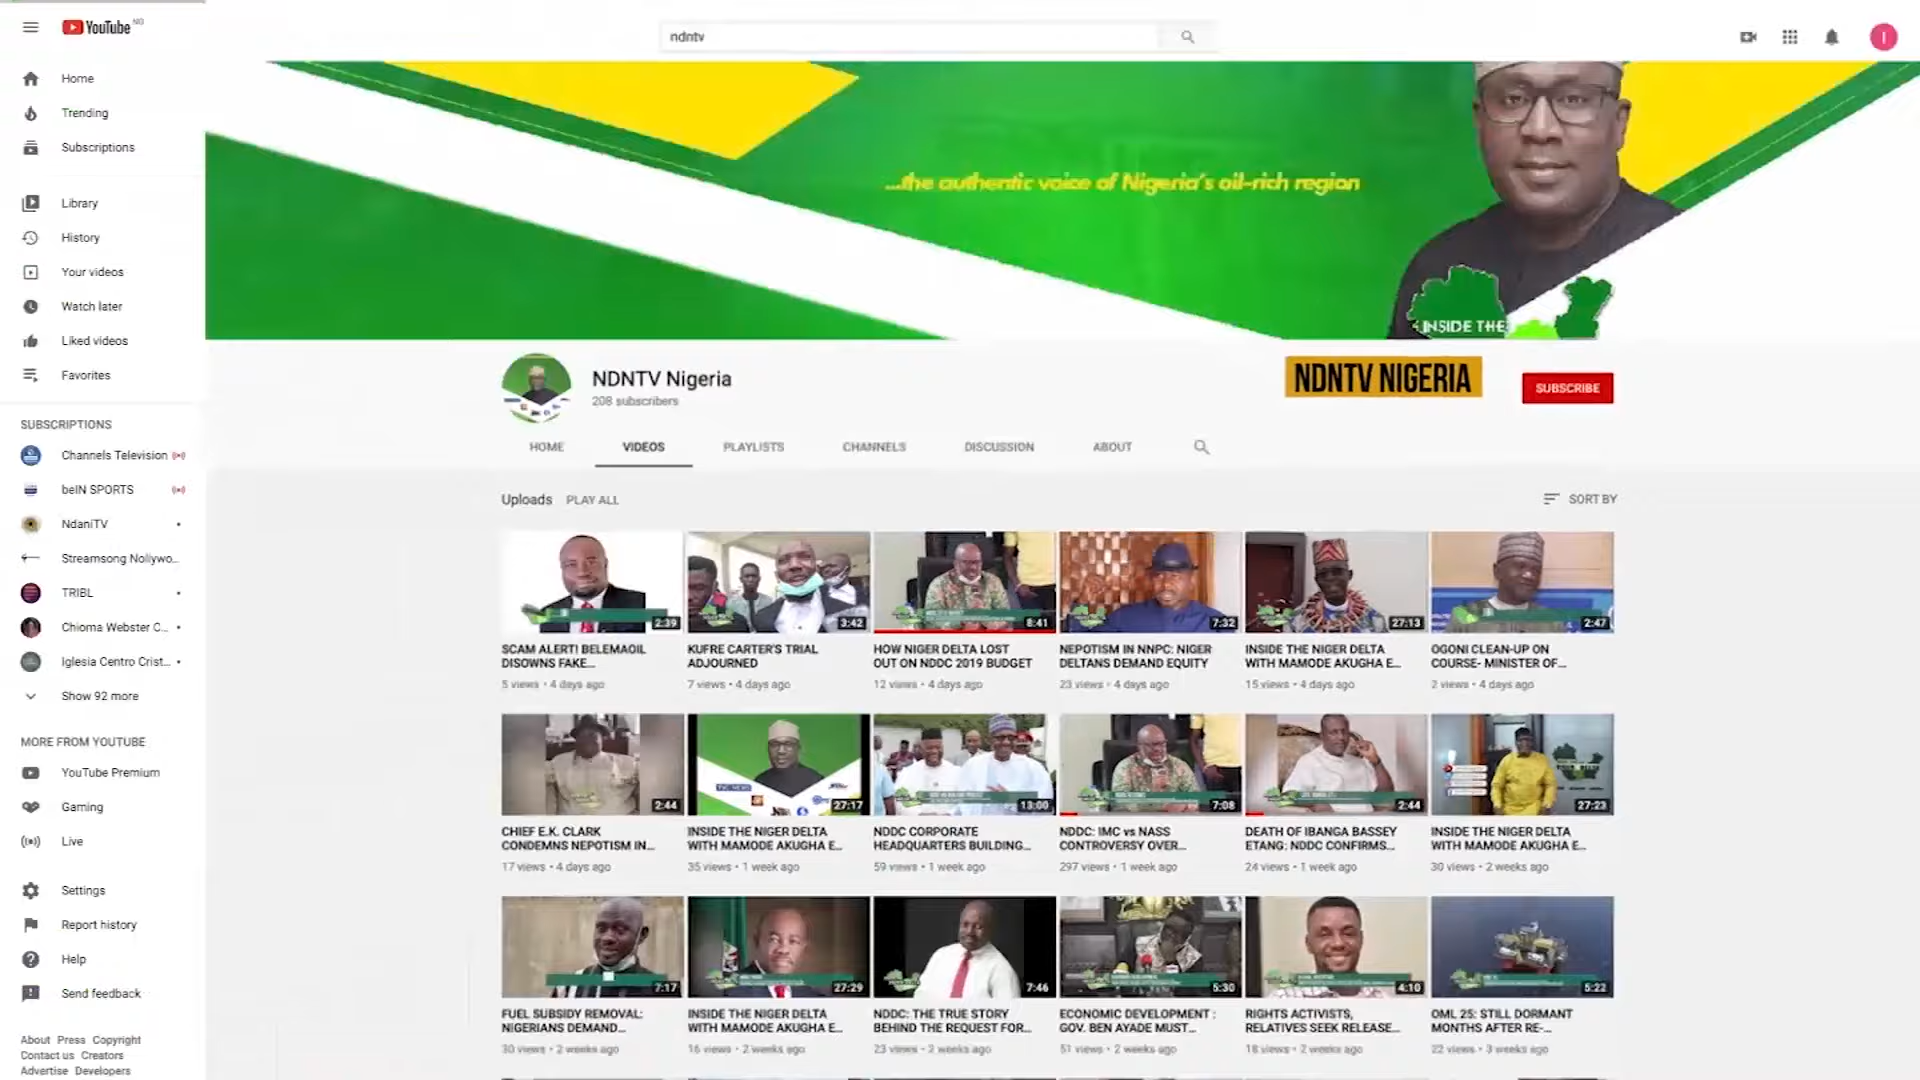 YouTube NG
ndntv
I
Home
Trending
Subscriptions
Library
History
Your videos
Watch later
Liked videos
Favorites
SUBSCRIPTIONS
Channels Television
beIN SPORTS
NdaniTV
Streamsong Nollywo...
TRIBL
Chioma Webster C...
Iglesia Centro Crist...
Show 92 more
MORE FROM YOUTUBE
YouTube Premium
Gaming
Live
Settings
Report history
Help
Send feedback
About Press Copyright
Contact us Creators
Advertise Developers
...the authentic voice of Nigeria's oil-rich region
INSIDE THE
NDNTV Nigeria
208 subscribers
NDNTV NIGERIA
SUBSCRIBE
HOME VIDEOS PLAYLISTS CHANNELS DISCUSSION ABOUT
Uploads PLAY ALL
SORT BY
2:39 3:42 8:41 7:32 27:13 2:47
SCAM ALERT! BELEMAOIL
DISOWNS FAKE...
5 views • 4 days ago
KUFRE CARTER'S TRIAL
ADJOURNED
7 views • 4 days ago
HOW NIGER DELTA LOST
OUT ON NDDC 2019 BUDGET
12 views • 4 days ago
NEPOTISM IN NNPC: NIGER
DELTANS DEMAND EQUITY
23 views • 4 days ago
INSIDE THE NIGER DELTA
WITH MAMODE AKUGHA E...
15 views • 4 days ago
OGONI CLEAN-UP ON
COURSE- MINISTER OF...
2 views • 4 days ago
2:44 27:17 13:00 7:08 2:44 27:23
CHIEF E.K. CLARK
CONDEMNS NEPOTISM IN...
17 views • 4 days ago
INSIDE THE NIGER DELTA
WITH MAMODE AKUGHA E...
35 views • 1 week ago
NDDC CORPORATE
HEADQUARTERS BUILDING...
59 views • 1 week ago
NDDC: IMC vs NASS
CONTROVERSY OVER...
297 views • 1 week ago
DEATH OF IBANGA BASSEY
ETANG: NDDC CONFIRMS...
24 views • 1 week ago
INSIDE THE NIGER DELTA
WITH MAMODE AKUGHA E...
30 views • 2 weeks ago
7:17 27:29 7:46 5:30 4:10 5:22
FUEL SUBSIDY REMOVAL:
NIGERIANS DEMAND...
30 views • 2 weeks ago
INSIDE THE NIGER DELTA
WITH MAMODE AKUGHA E...
16 views • 2 weeks ago
NDDC: THE TRUE STORY
BEHIND THE REQUEST FOR...
23 views • 2 weeks ago
ECONOMIC DEVELOPMENT :
GOV. BEN AYADE MUST...
51 views • 2 weeks ago
RIGHTS ACTIVISTS,
RELATIVES SEEK RELEASE...
18 views • 2 weeks ago
OML 25: STILL DORMANT
MONTHS AFTER RE-...
22 views • 3 weeks ago